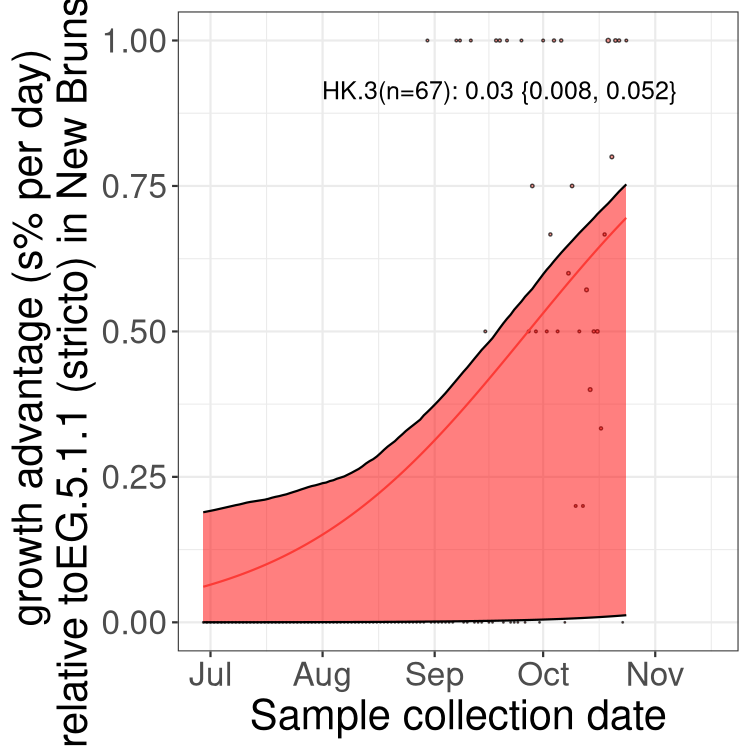 growth advantage (s% per day)
relative toEG.5.1.1 (stricto) in New Bruns
1.00
0.75
0.50
0.25
0.00
HK.3(n=67): 0.03 {0.008, 0.052}
Jul Aug Sep Oct Nov
Sample collection date